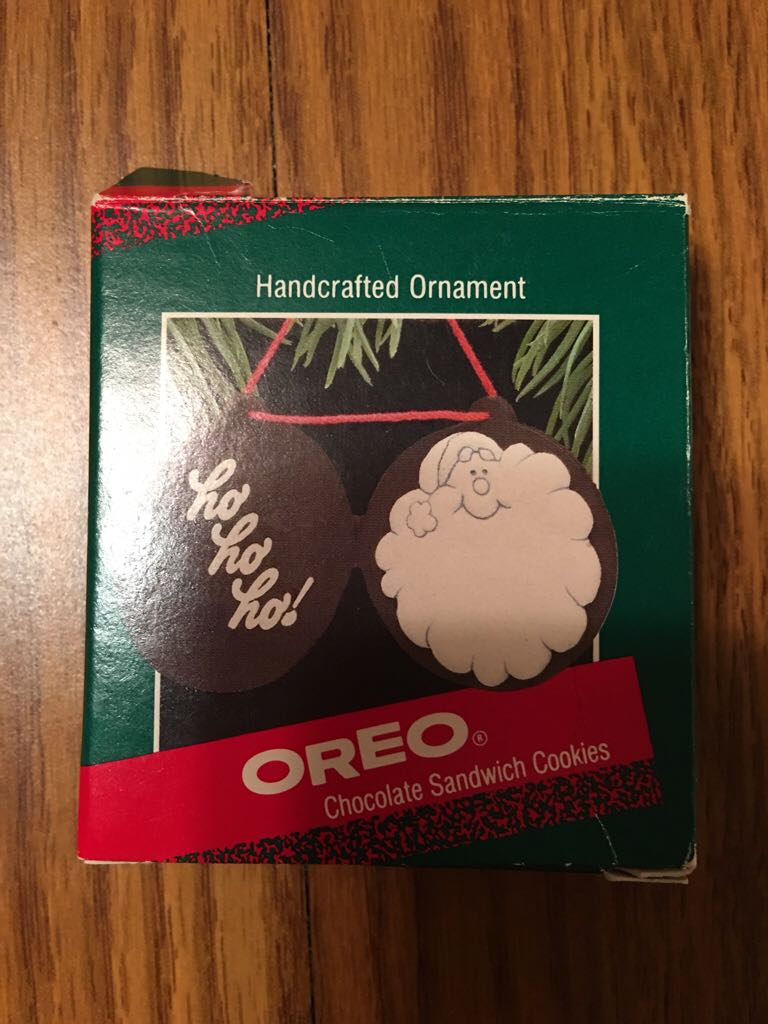 Handcrafted Ornament
ho
ho
ho!
OREO®
Chocolate Sandwich Cookies